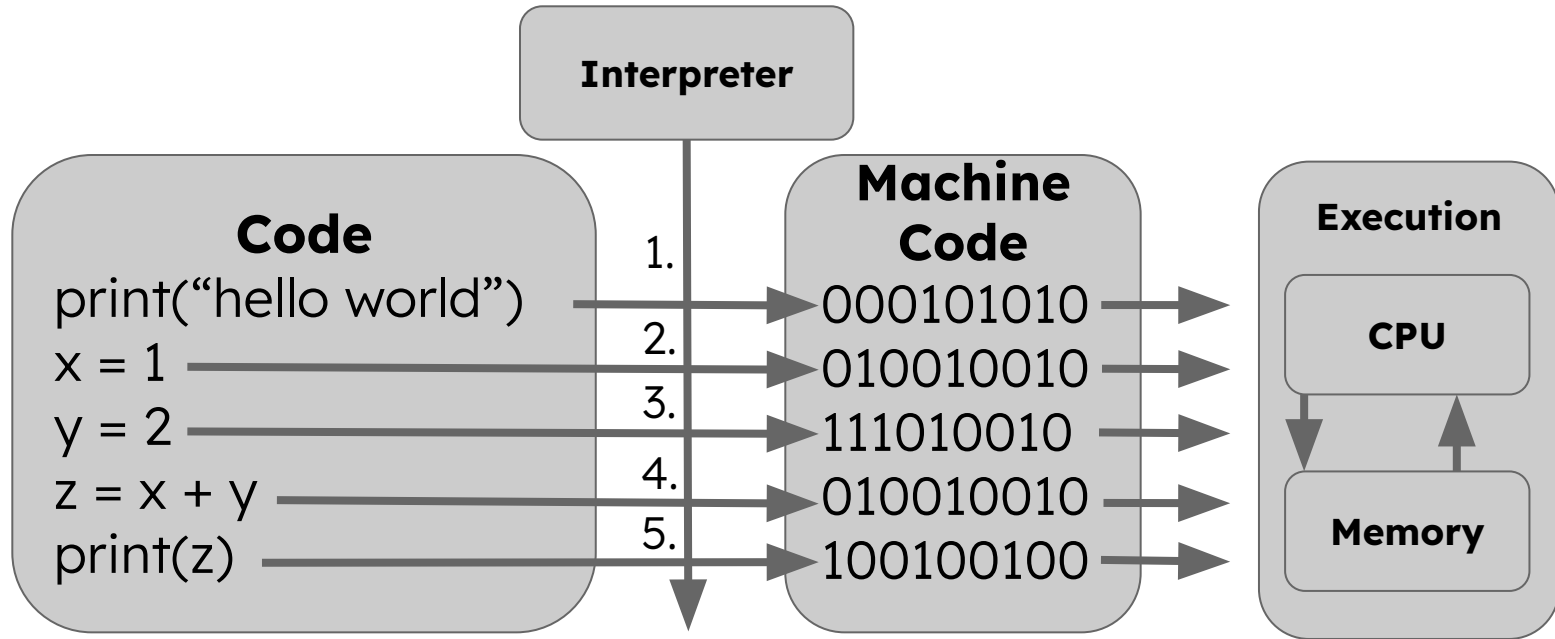 Interpreter
Code
print(“hello world”)
x = 1
y = 2
z = x + y
print(z)
1.
2.
3.
4.
5.
Machine
Code
000101010
010010010
111010010
010010010
100100100
Execution
CPU
Memory